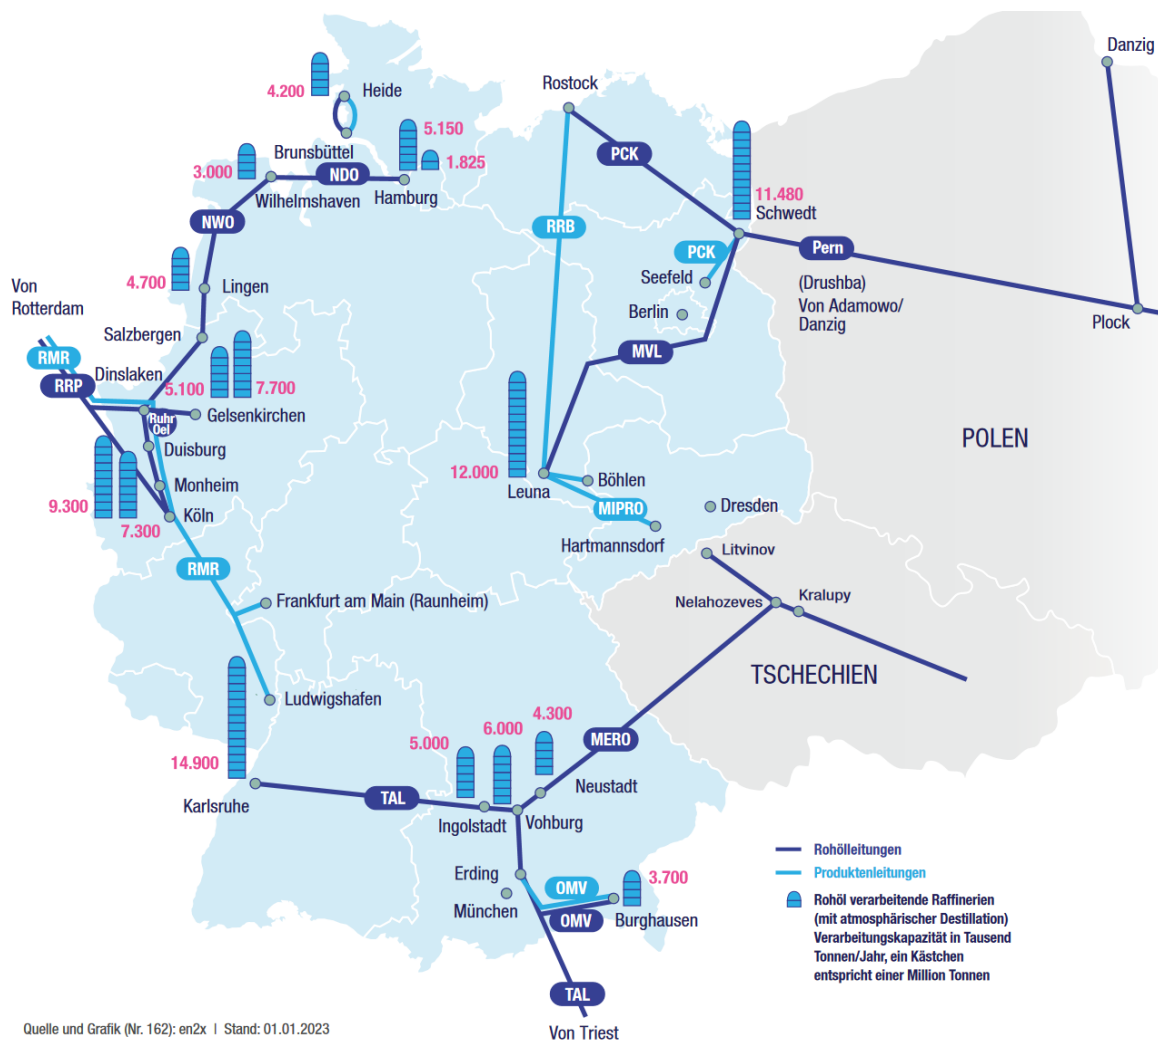 Danzig
4.200
Heide
Rostock
5.150
Brunsbüttel
3.000
NDO
1.825
PCK
Wilhelmshaven
Hamburg
11.480
Schwedt
NWO
RRB
PCK
Pern
Seefeld
4.700
Lingen
(Drushba)
Von Adamowo/
Danzig
Von
Rotterdam
Berlin
Plock
Salzbergen
MVL
RMR
RRP
Dinslaken
5.100
7.700
Ruhr
Oel
Gelsenkirchen
POLEN
Duisburg
12.000
Leuna
Böhlen
Monheim
9.300
7.300
Köln
MIPRO
Dresden
Hartmannsdorf
Litvinov
RMR
Frankfurt am Main (Raunheim)
Nelahozeves
Kralupy
TSCHECHIEN
Ludwigshafen
14.900
5.000
6.000
4.300
MERO
Neustadt
Karlsruhe
TAL
Ingolstadt
Vohburg
Rohölleitungen
Produktenleitungen
Erding
OMV
3.700
München
OMV
Burghausen
Rohöl verarbeitende Raffinerien
(mit atmosphärischer Destillation)
Verarbeitungskapazität in Tausend
Tonnen/Jahr, ein Kästchen
entspricht einer Million Tonnen
TAL
Von Triest
Quelle und Grafik (Nr. 162): en2x | Stand: 01.01.2023